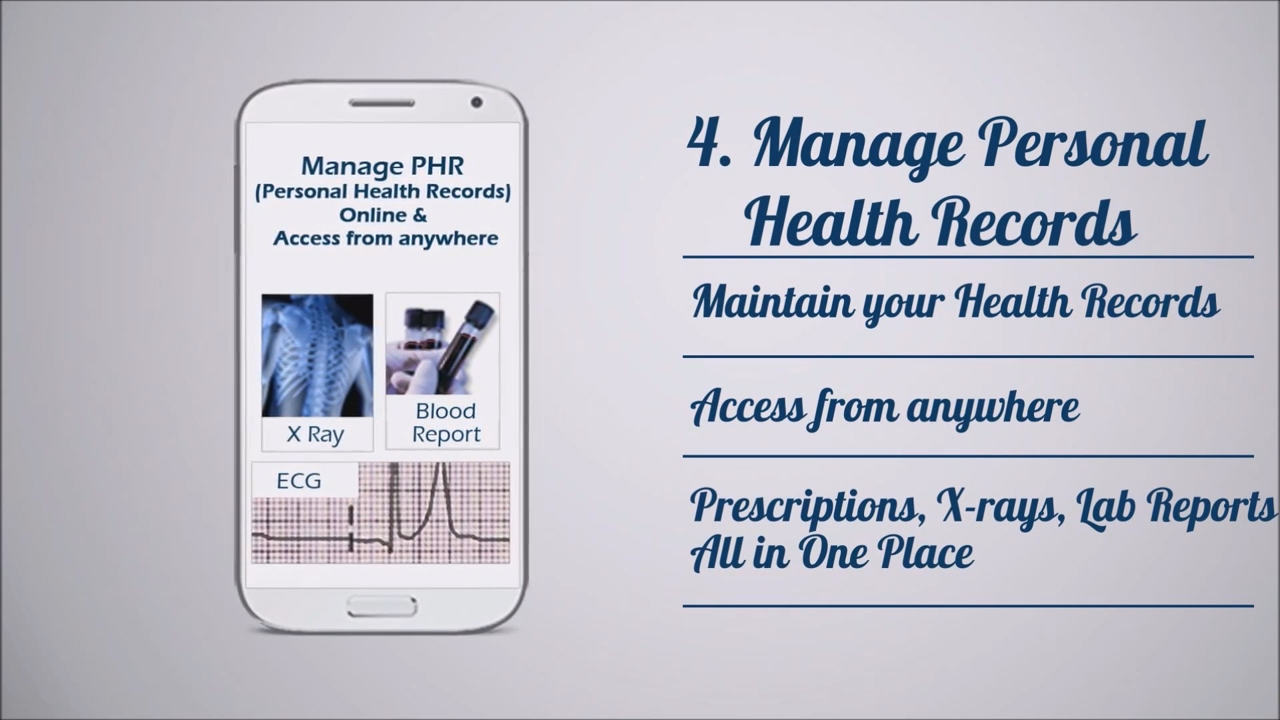 Manage PHR
(Personal Health Records)
Online &
Access from anywhere
X Ray
Blood
Report
ECG
4. Manage Personal
Health Records
Maintain your Health Records
Access from anywhere
Prescriptions, X-rays, Lab Reports
All in One Place